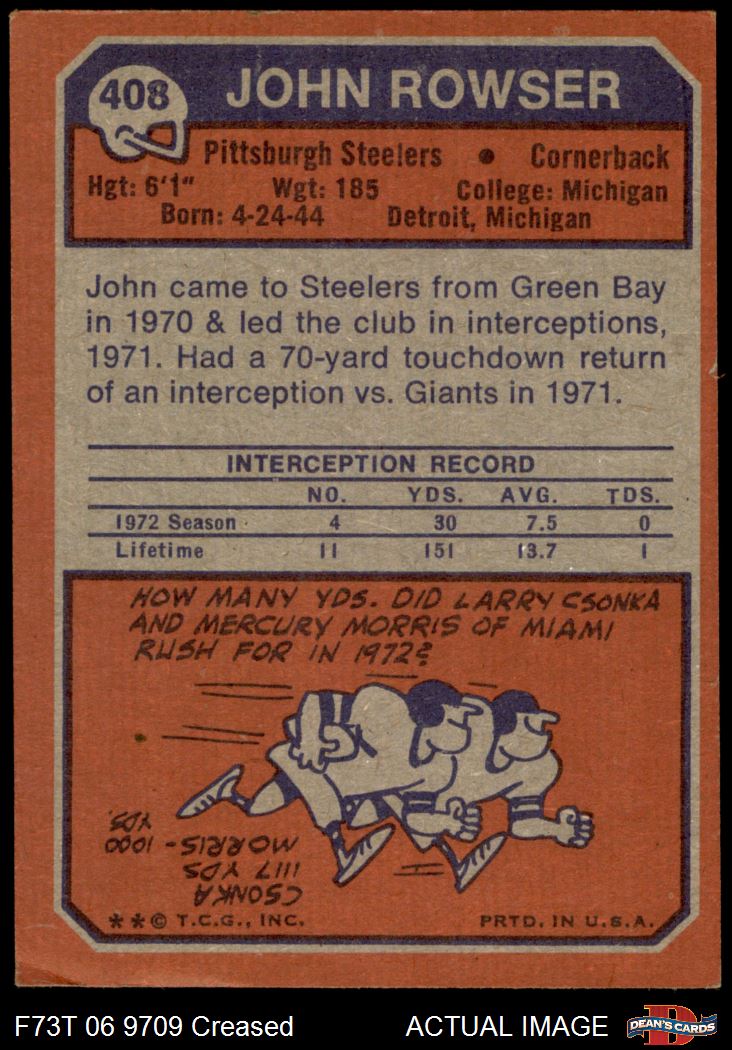 408
JOHN ROWSER
Pittsburgh Steelers • Cornerback
Hgt: 6'1" Wgt: 185 College: Michigan
Born: 4-24-44 Detroit, Michigan
John came to Steelers from Green Bay
in 1970 & led the club in interceptions,
1971. Had a 70-yard touchdown return
of an interception vs. Giants in 1971.
INTERCEPTION RECORD
NO. YDS. AVG. TDS.
1972 Season 4 30 7.5 0
Lifetime 11 151 13.7 1
HOW MANY YDS. DID LARRY CSONKA
AND MERCURY MORRIS OF MIAMI
RUSH FOR IN 1972?
CSONKA
1117 YDS
MORRIS - 1000
YDS.
**© T.C.G., INC. PRTD. IN U.S.A.
F73T 06 9709 Creased ACTUAL IMAGE
D DEAN'S CARDS